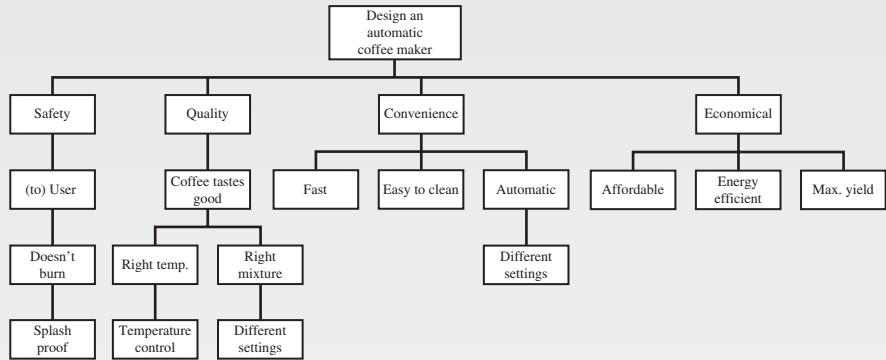 Design an
automatic
coffee maker
Safety
Quality
Convenience
Economical
(to) User
Coffee tastes
good
Fast
Easy to clean
Automatic
Affordable
Energy
efficient
Max. yield
Doesn’t
burn
Right temp.
Right
mixture
Different
settings
Splash
proof
Temperature
control
Different
settings